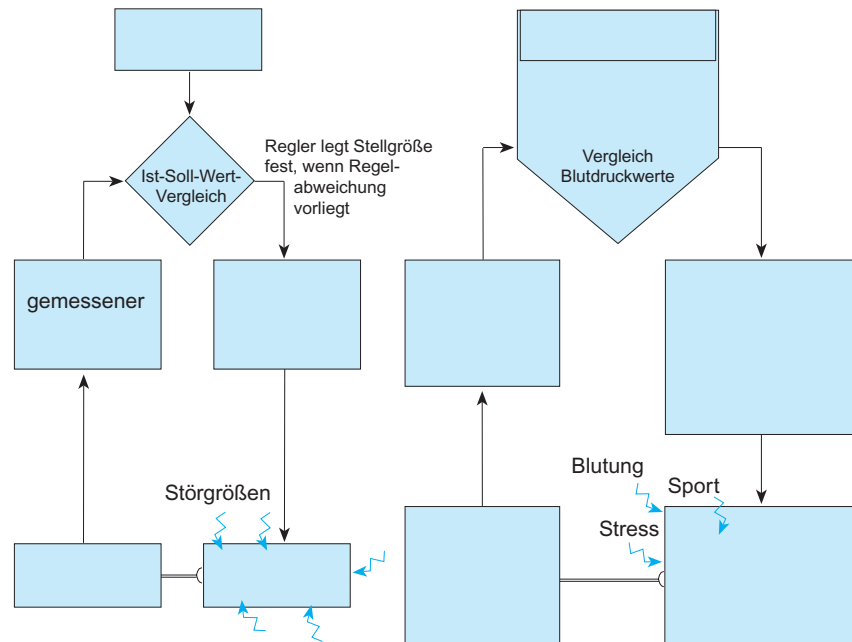 Ist-Soll-Wert-
Vergleich
Regler legt Stellgröße
fest, wenn Regel-
abweichung
vorliegt
gemessener
Störgrößen
Vergleich
Blutdruckwerte
Blutung
Sport
Stress